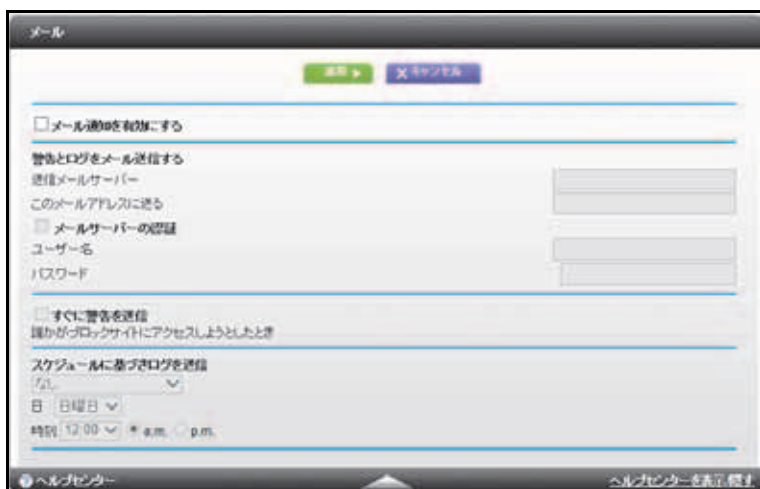 メール
適用
X キャンセル
メール通知を有効にする
警告とログをメール送信する
送信メールサーバー
このメールアドレスに送る
メールサーバーの認証
ユーザー名
パスワード
すぐに警告を送信
誰かがブロックサイトにアクセスしようとしたとき
スケジュールに基づきログを送信
なし
日 日曜日
時刻 12:00 a.m. p.m.
ヘルプセンター ヘルプセンターを表示/隠す